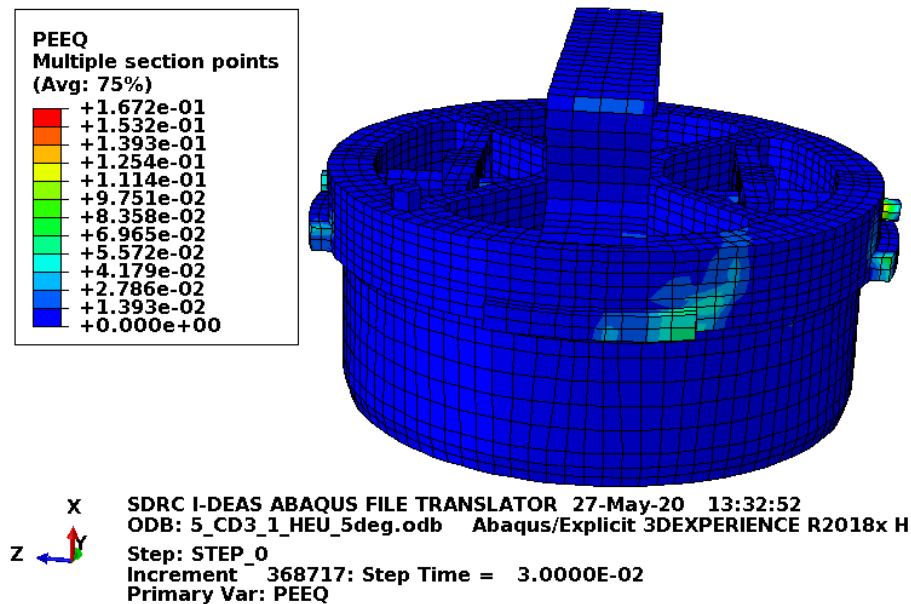 PEEQ
Multiple section points
(Avg: 75%)
+1.672e-01
+1.532e-01
+1.393e-01
+1.254e-01
+1.114e-01
+9.751e-02
+8.358e-02
+6.965e-02
+5.572e-02
+4.179e-02
+2.786e-02
+1.393e-02
+0.000e+00
X
Y
Z
SDRC I-DEAS ABAQUS FILE TRANSLATOR 27-May-20 13:32:52
ODB: 5_CD3_1_HEU_5deg.odb Abaqus/Explicit 3DEXPERIENCE R2018x H
Step: STEP_0
Increment 368717: Step Time = 3.0000E-02
Primary Var: PEEQ